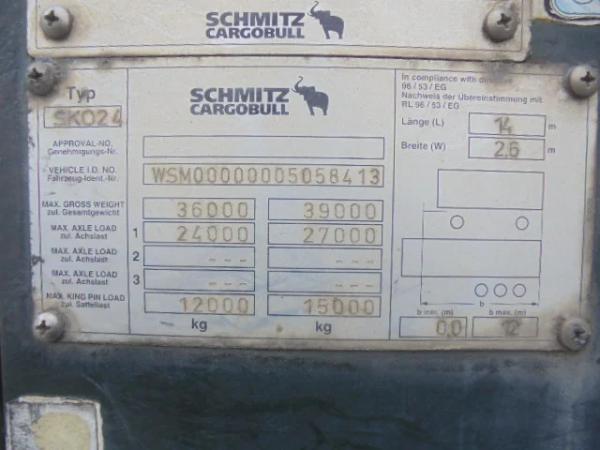 SCHMITZ
CARGOBULL
Typ
SKO24
SCHMITZ
CARGOBULL
APPROVAL-NO.
Genehmigungs-Nr.
VEHICLE I.D. NO.
Fahrzeug-Ident.-Nr.
WSM00000005058413
MAX. GROSS WEIGHT
zul. Gesamtgewicht
36000 39000
MAX. AXLE LOAD
zul. Achslast
1 24000 27000
MAX. AXLE LOAD
zul. Achslast
2 --- ---
MAX. AXLE LOAD
zul. Achslast
3 --- ---
MAX. KING PIN LOAD
zul. Sattellast
12000 15000
kg kg
In compliance with
96 / 53 / EG
Nachweis der Übereinstimmung mit
RL 96 / 53 / EG
Länge (L) 14 m
Breite (W) 2,6 m
b
b min. (m) b max. (m)
0,0 12